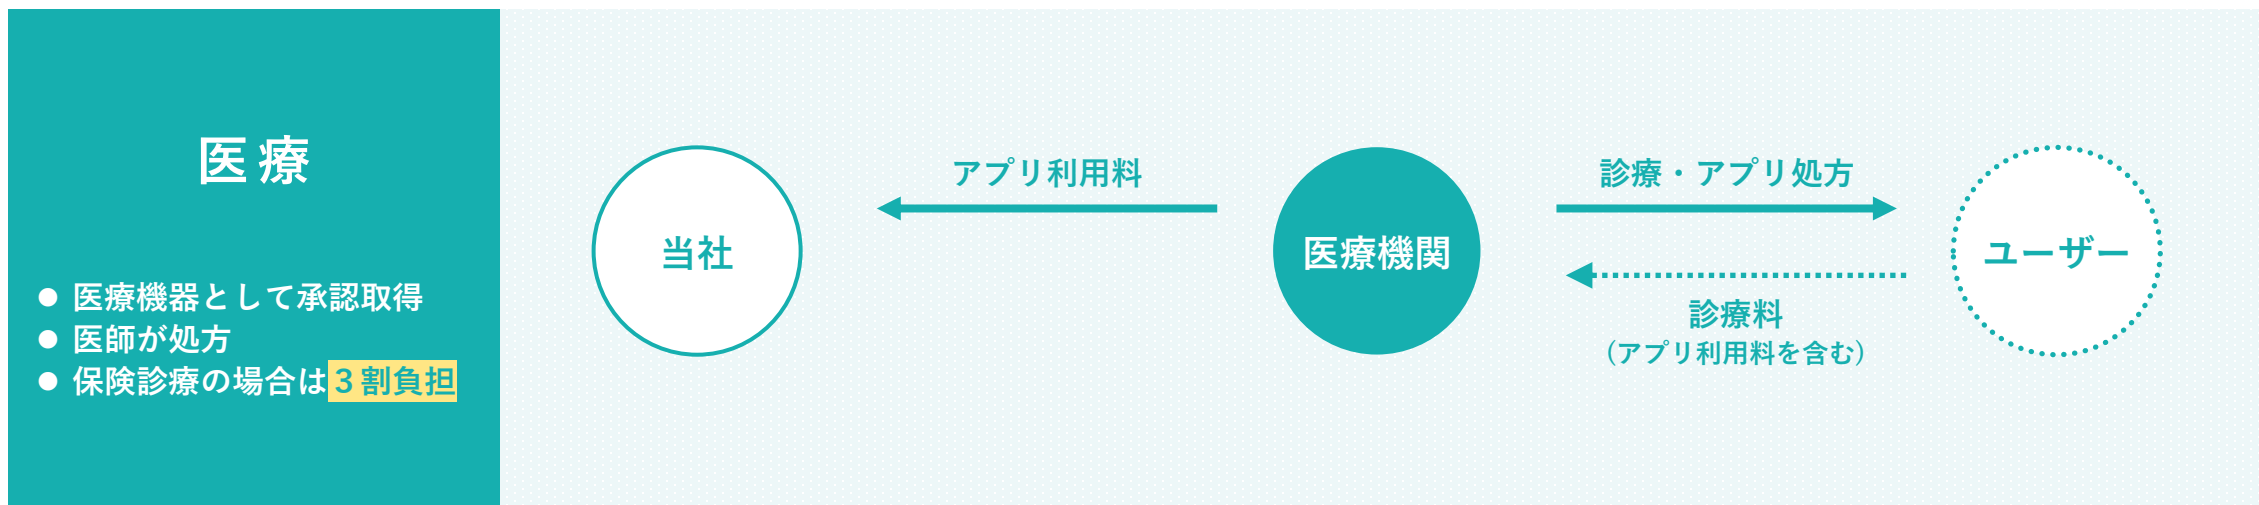 医療
● 医療機器として承認取得
● 医師が処方
● 保険診療の場合は３割負担
当社
アプリ利用料
医療機関
診療・アプリ処方
診療料
（アプリ利用料を含む）
ユーザー